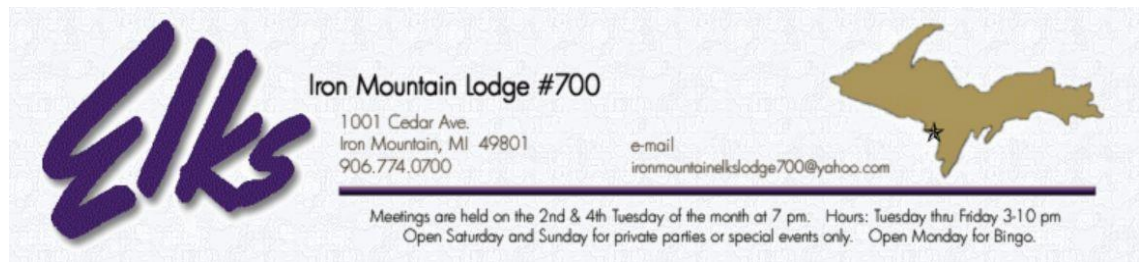 Elks
Iron Mountain Lodge #700
1001 Cedar Ave.
Iron Mountain, MI 49801
906.774.0700
e-mail
ironmountainelkslodge700@yahoo.com
Meetings are held on the 2nd & 4th Tuesday of the month at 7 pm. Hours: Tuesday thru Friday 3-10 pm
Open Saturday and Sunday for private parties or special events only. Open Monday for Bingo.